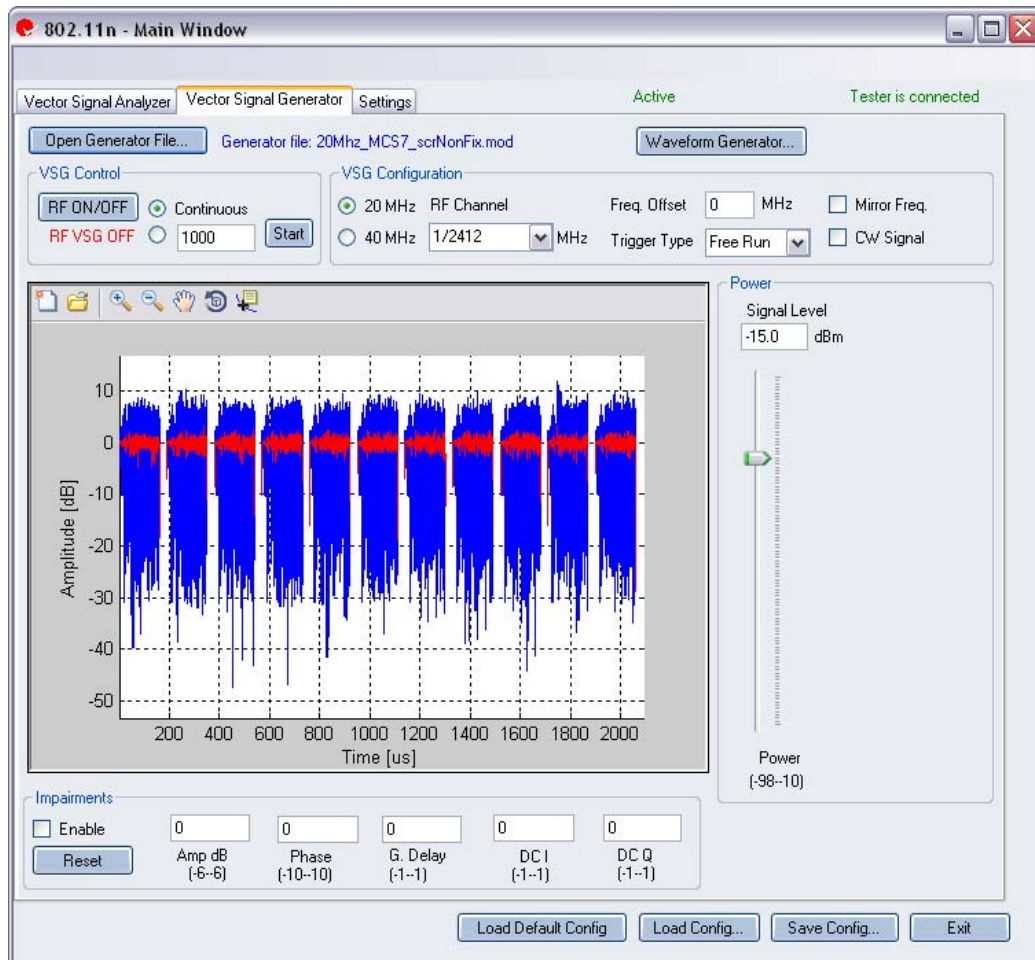 802.11n - Main Window
Vector Signal Analyzer
Vector Signal Generator
Settings
Active
Tester is connected
Open Generator File...
Generator file: 20Mhz_MCS7_scrNonFix.mod
Waveform Generator...
VSG Control
RF ON/OFF
Continuous
RF VSG OFF
1000
Start
VSG Configuration
20 MHz
RF Channel
Freq. Offset
0
MHz
Mirror Freq.
40 MHz
1/2412
MHz
Trigger Type
Free Run
CW Signal
Power
Signal Level
-15.0
dBm
10
0
-10
-20
-30
-40
-50
Amplitude [dB]
200 400 600 800 1000 1200 1400 1600 1800 2000
Time [us]
Power
(-98--10)
Impairments
Enable
0
0
0
0
0
Reset
Amp dB
Phase
G. Delay
DC I
DC Q
(-6--6)
(-10--10)
(-1--1)
(-1--1)
(-1--1)
Load Default Config
Load Config...
Save Config...
Exit